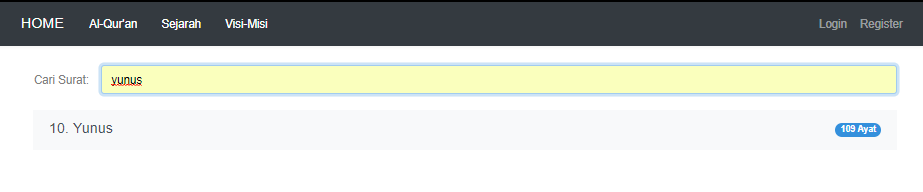 HOME Al-Qur'an Sejarah Visi-Misi Login Register
Cari Surat: yunus
10. Yunus 109 Ayat